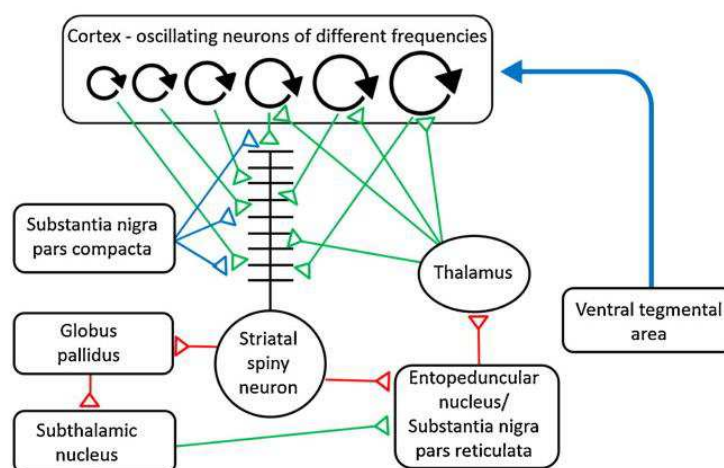 Cortex - oscillating neurons of different frequencies
Substantia nigra
pars compacta
Thalamus
Ventral tegmental
area
Globus
pallidus
Striatal
spiny
neuron
Entopeduncular
nucleus/
Substantia nigra
pars reticulata
Subthalamic
nucleus